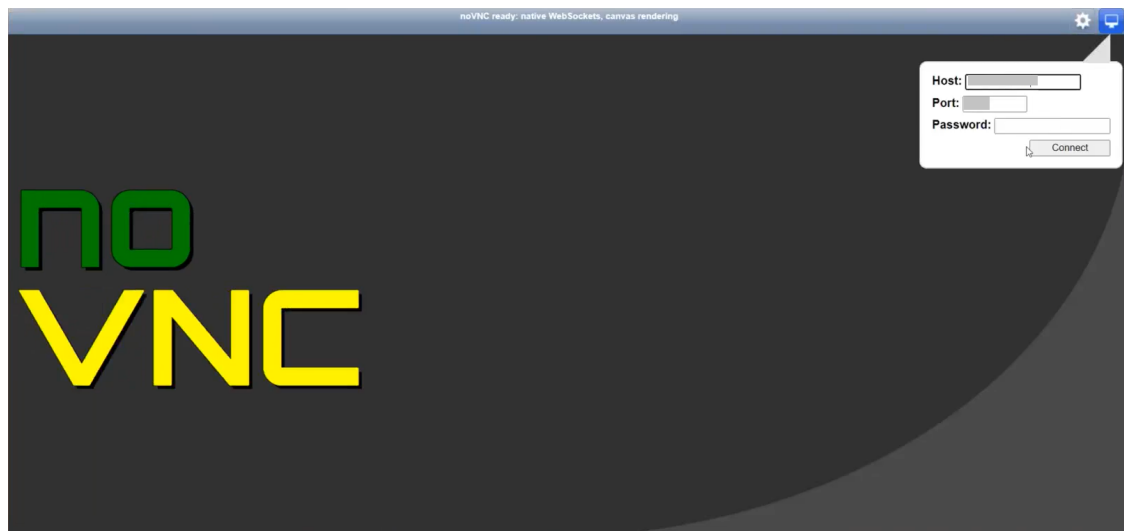 noVNC ready: native WebSockets, canvas rendering
Host:
Port:
Password:
Connect
no
VNC